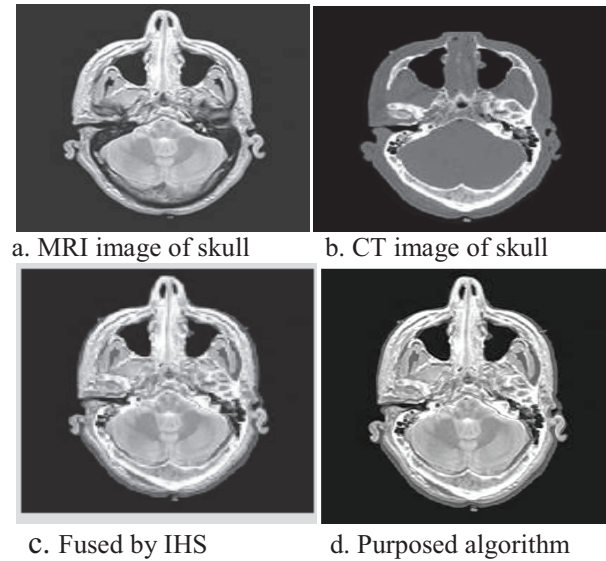 a. MRI image of skull
b. CT image of skull
c. Fused by IHS
d. Purposed algorithm